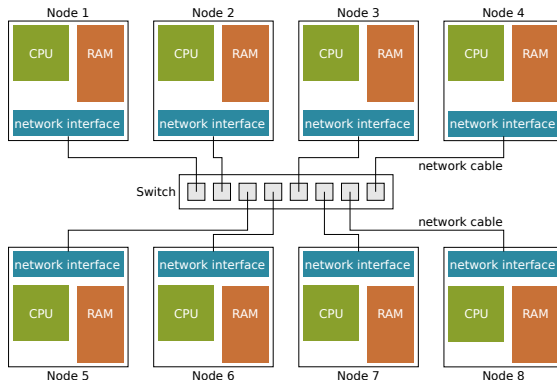 Node 1
Node 2
Node 3
Node 4
CPU
RAM
CPU
RAM
CPU
RAM
CPU
RAM
network interface
network interface
network interface
network interface
network cable
Switch
network cable
network interface
network interface
network interface
network interface
CPU
RAM
CPU
RAM
CPU
RAM
CPU
RAM
Node 5
Node 6
Node 7
Node 8